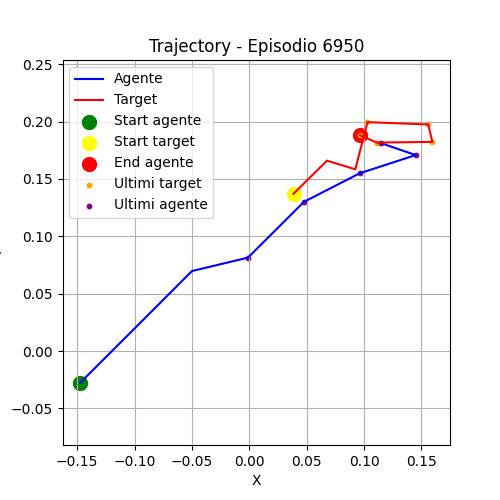 Trajectory - Episodio 6950
Agente
Target
Start agente
Start target
End agente
Ultimi target
Ultimi agente
0.25
0.20
0.15
0.10
0.05
0.00
−0.05
−0.15
−0.10
−0.05
0.00
0.05
0.10
0.15
X